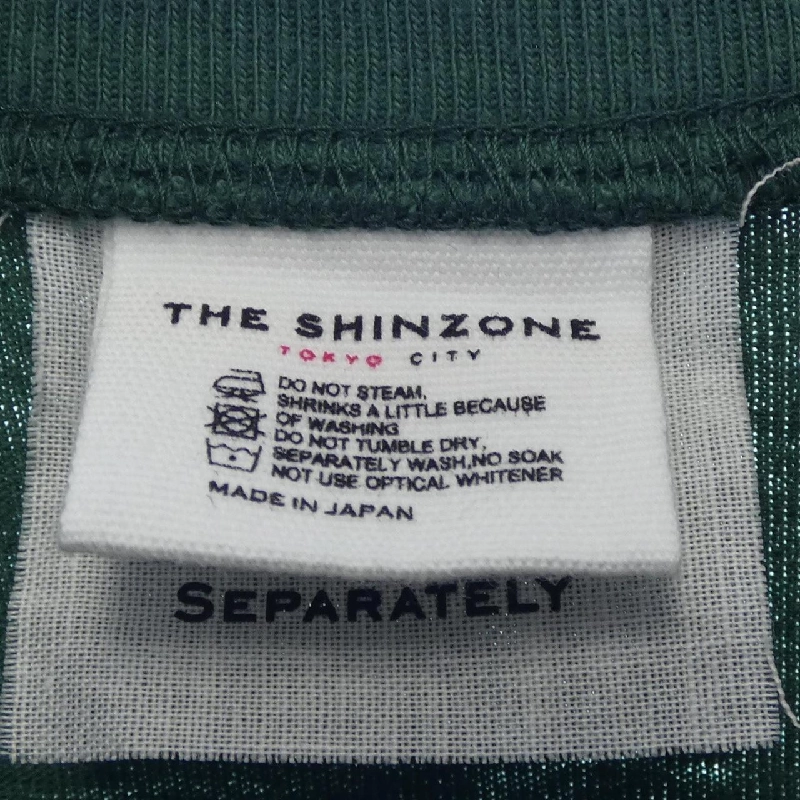 THE SHINZONE
TOKYO CITY
DO NOT STEAM,
SHRINKS A LITTLE BECAUSE
OF WASHING
DO NOT TUMBLE DRY,
SEPARATELY WASH,NO SOAK
NOT USE OPTICAL WHITENER
MADE IN JAPAN
SEPARATELY